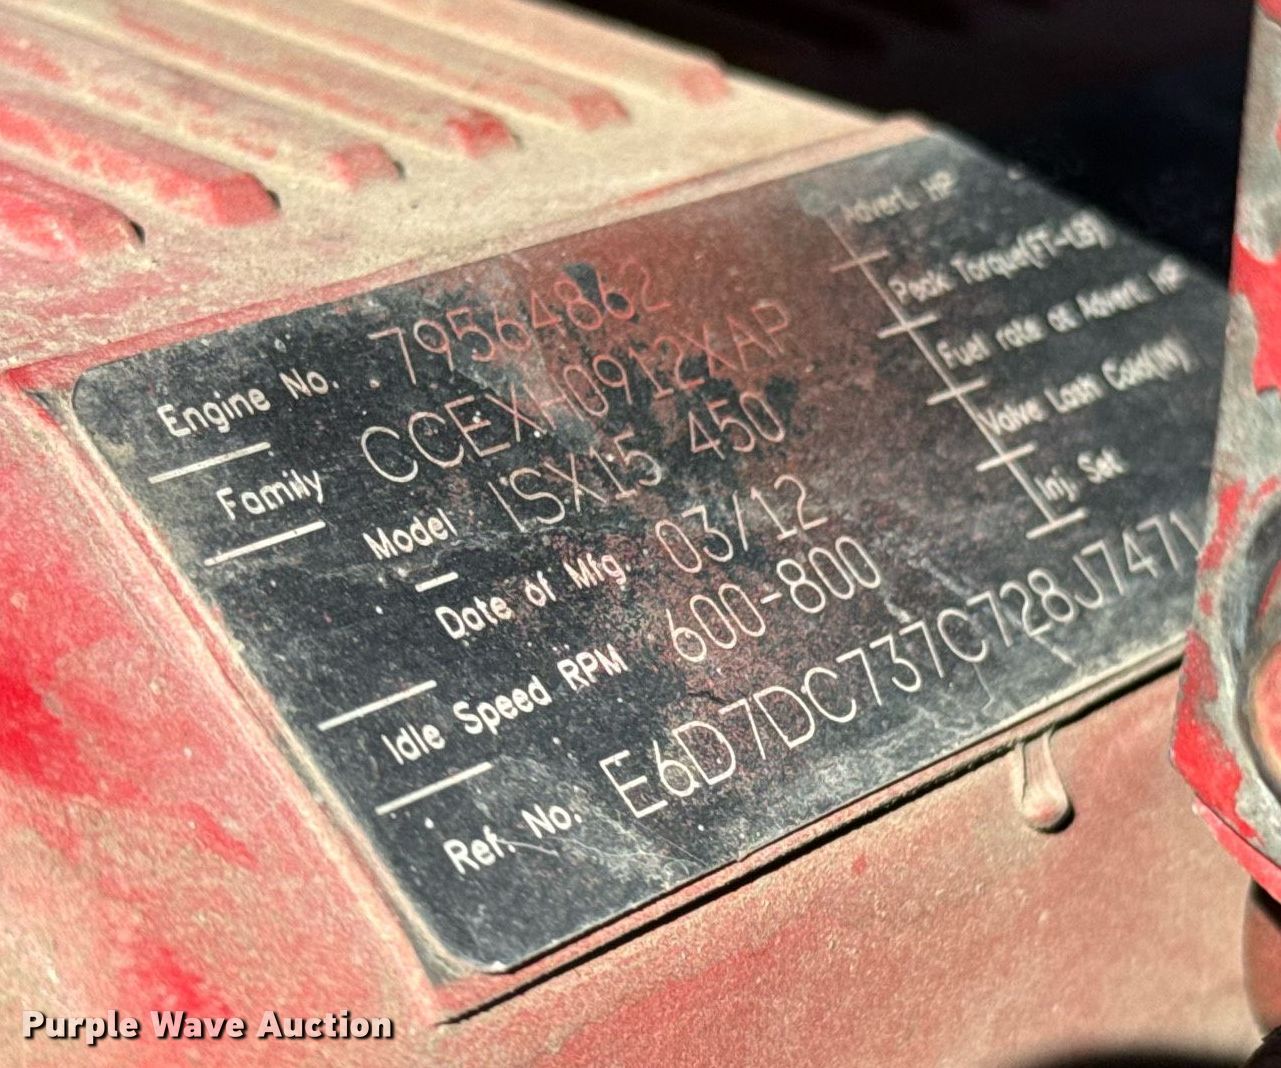 Engine No. 79564862
Family CCEXH0912XAP
Model ISX15 450
Date of Mfg. 03/12
Idle Speed RPM 600-800
Ref. No. E6D7DC737C728J7471
Advert. HP
Peak Torque(FT-LB)
Fuel rate at Advert. HP
Valve Lash Cold(IN)
Inj. Set
Purple Wave Auction